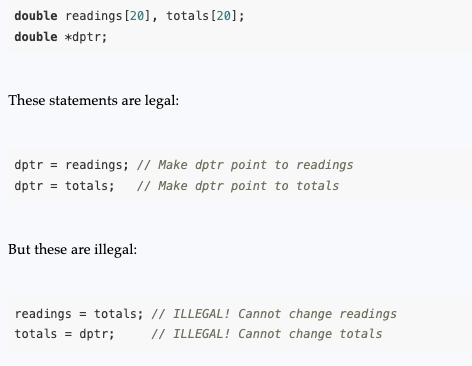 double readings[20], totals[20];
double *dptr;
These statements are legal:
dptr = readings; // Make dptr point to readings
dptr = totals;   // Make dptr point to totals
But these are illegal:
readings = totals; // ILLEGAL! Cannot change readings
totals = dptr;     // ILLEGAL! Cannot change totals